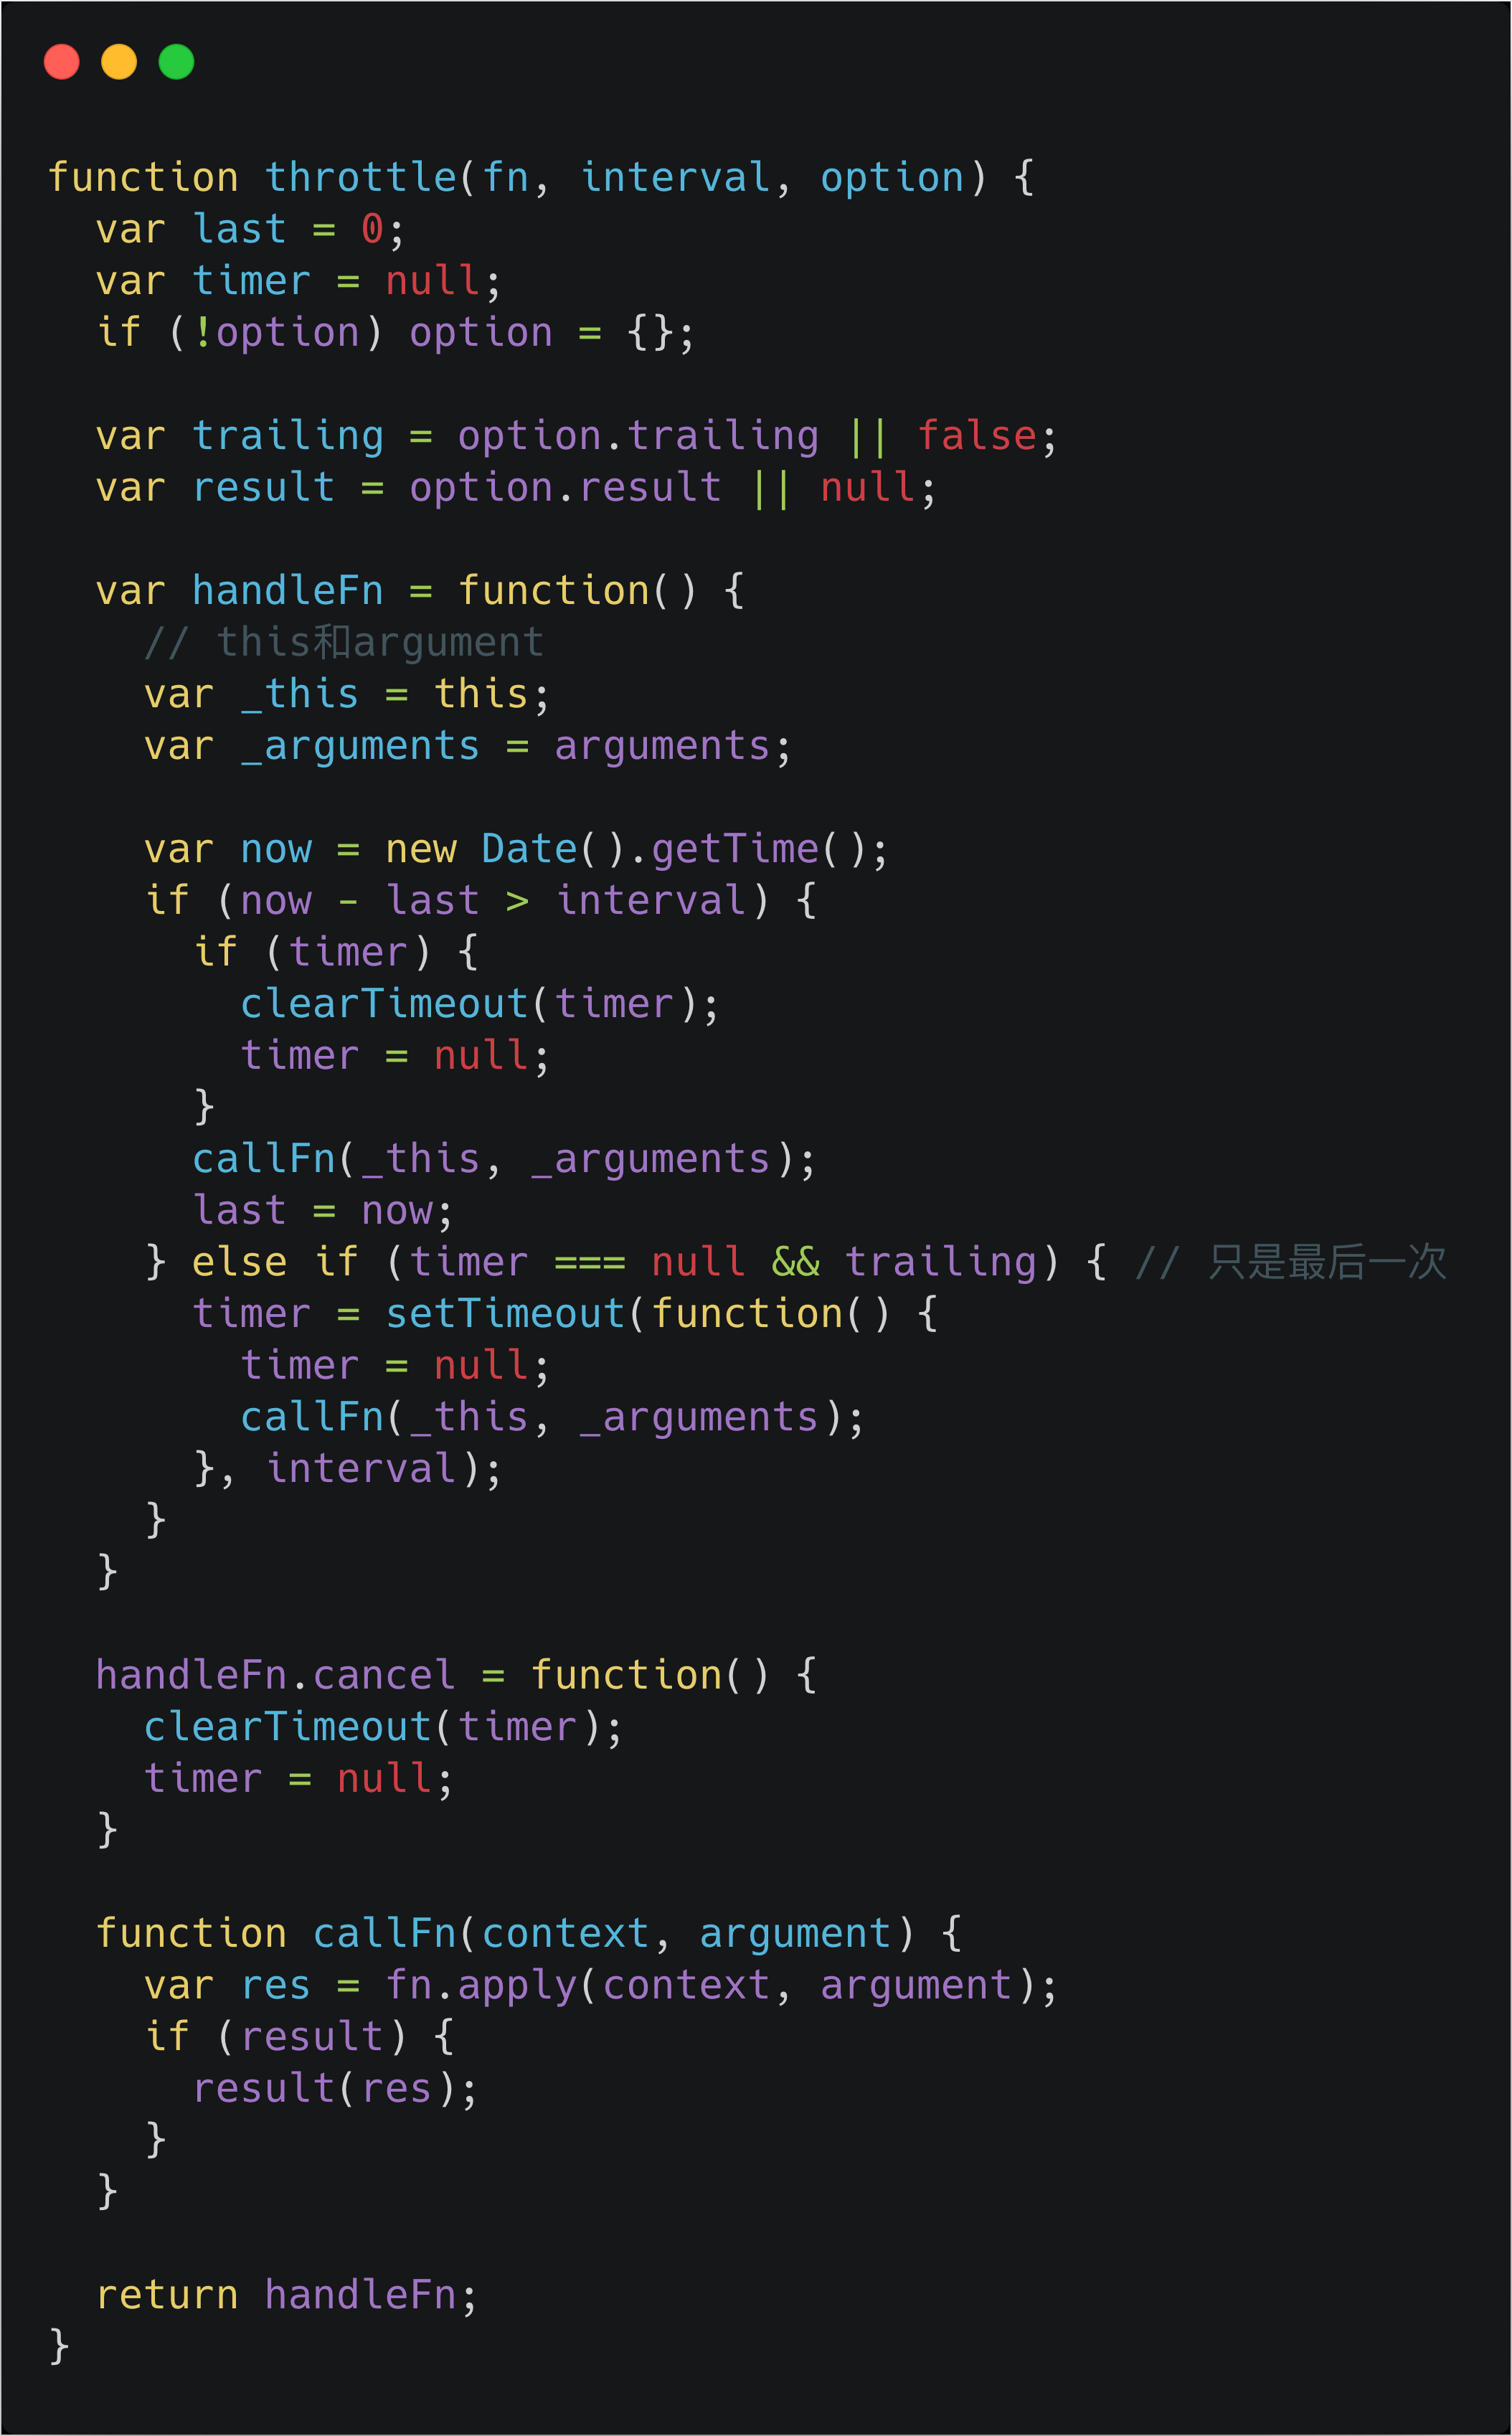 function throttle(fn, interval, option) {
  var last = 0;
  var timer = null;
  if (!option) option = {};

  var trailing = option.trailing || false;
  var result = option.result || null;

  var handleFn = function() {
    // this和argument
    var _this = this;
    var _arguments = arguments;

    var now = new Date().getTime();
    if (now - last > interval) {
      if (timer) {
        clearTimeout(timer);
        timer = null;
      }
      callFn(_this, _arguments);
      last = now;
    } else if (timer === null && trailing) { // 只是最后一次
      timer = setTimeout(function() {
        timer = null;
        callFn(_this, _arguments);
      }, interval);
    }
  }

  handleFn.cancel = function() {
    clearTimeout(timer);
    timer = null;
  }

  function callFn(context, argument) {
    var res = fn.apply(context, argument);
    if (result) {
      result(res);
    }
  }

  return handleFn;
}